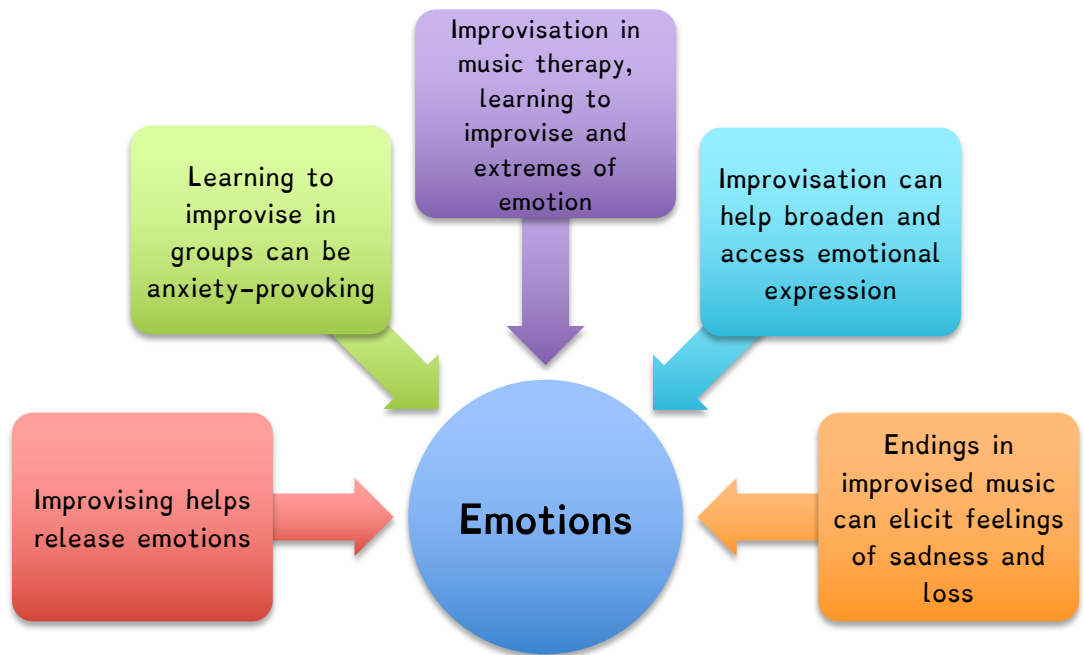 Improvisation in
music therapy,
learning to
improvise and
extremes of
emotion
Learning to
improvise in
groups can be
anxiety-provoking
Improvisation can
help broaden and
access emotional
expression
Improvising helps
release emotions
Emotions
Endings in
improvised music
can elicit feelings
of sadness and
loss